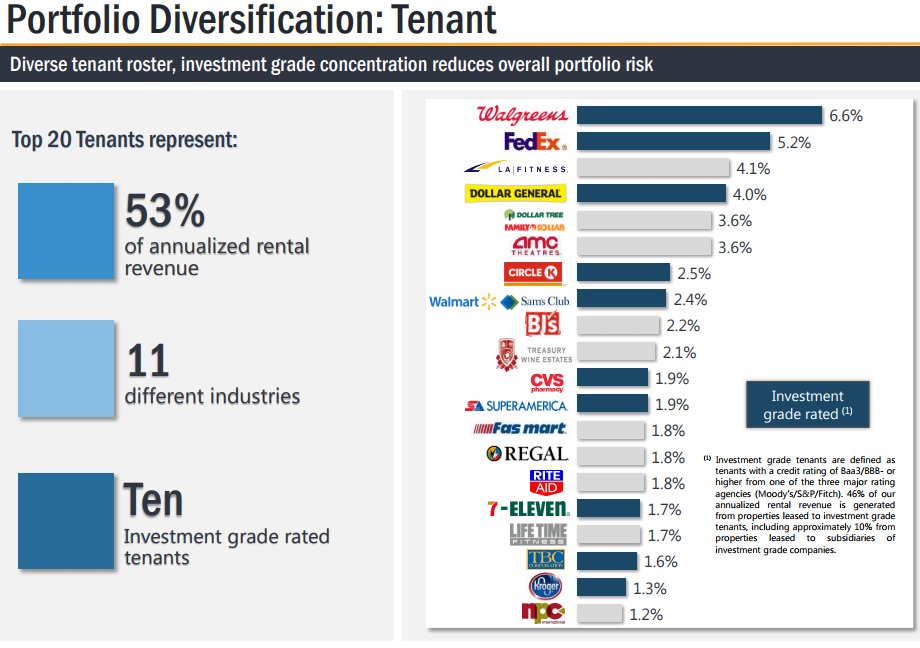 Portfolio Diversification: Tenant
Diverse tenant roster, investment grade concentration reduces overall portfolio risk
Top 20 Tenants represent:
53%
of annualized rental
revenue
11
different industries
Ten
Investment grade rated
tenants
Walgreens 6.6%
FedEx® 5.2%
LA|FITNESS. 4.1%
DOLLAR GENERAL 4.0%
DOLLAR TREE
FAMILY DOLLAR 3.6%
amc
THEATRES. 3.6%
CIRCLE K 2.5%
Walmart Sam's Club 2.4%
BJ's 2.2%
TREASURY
WINE ESTATES 2.1%
CVS
pharmacy 1.9%
SA SUPERAMERICA. 1.9%
Fas mart. 1.8%
REGAL 1.8%
RITE
AID 1.8%
7-ELEVEN. 1.7%
LIFE TIME
FITNESS 1.7%
TBC
CORPORATION 1.6%
Kroger 1.3%
npc
international 1.2%
Investment
grade rated (1)
(1) Investment grade tenants are defined as
tenants with a credit rating of Baa3/BBB- or
higher from one of the three major rating
agencies (Moody's/S&P/Fitch). 46% of our
annualized rental revenue is generated
from properties leased to investment grade
tenants, including approximately 10% from
properties leased to subsidiaries of
investment grade companies.